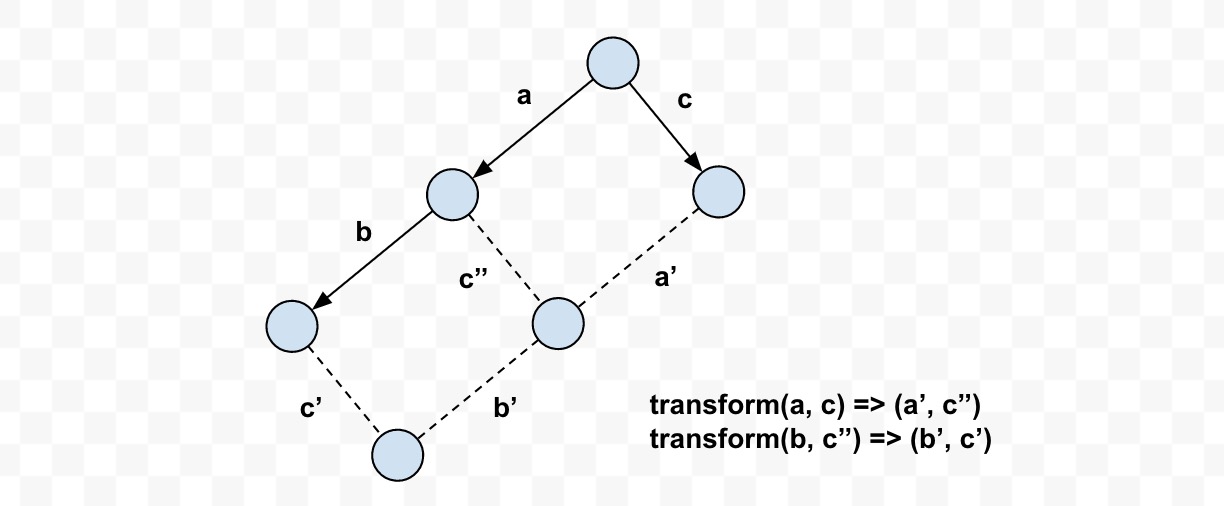 a
c
b
c’’
a’
c’
b’
transform(a, c) => (a’, c’’)
transform(b, c’’) => (b’, c’)